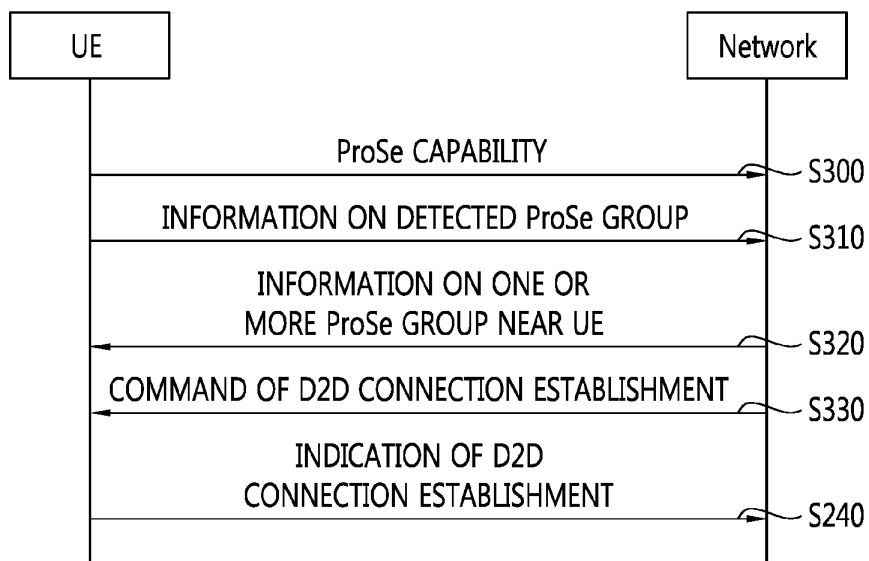 UE
Network
ProSe CAPABILITY
S300
INFORMATION ON DETECTED ProSe GROUP
S310
INFORMATION ON ONE OR
MORE ProSe GROUP NEAR UE
S320
COMMAND OF D2D CONNECTION ESTABLISHMENT
S330
INDICATION OF D2D
CONNECTION ESTABLISHMENT
S240